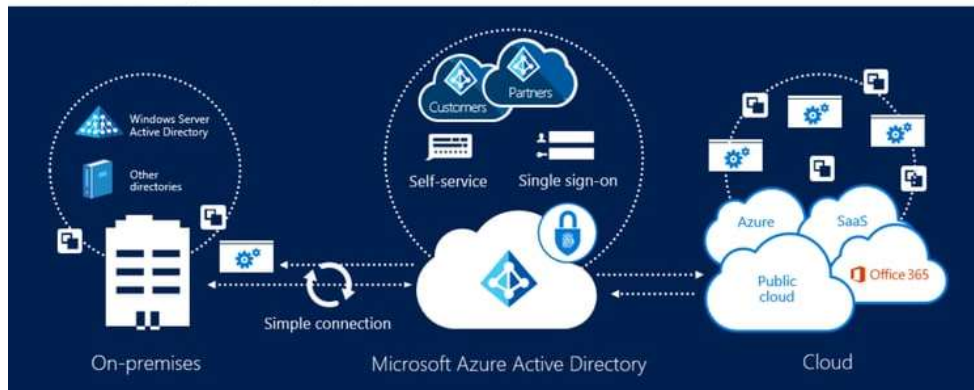 Windows Server
Active Directory
Other
directories
Simple connection
On-premises
Customers
Partners
Self-service
Single sign-on
Microsoft Azure Active Directory
Azure
SaaS
Public
cloud
Office 365
Cloud